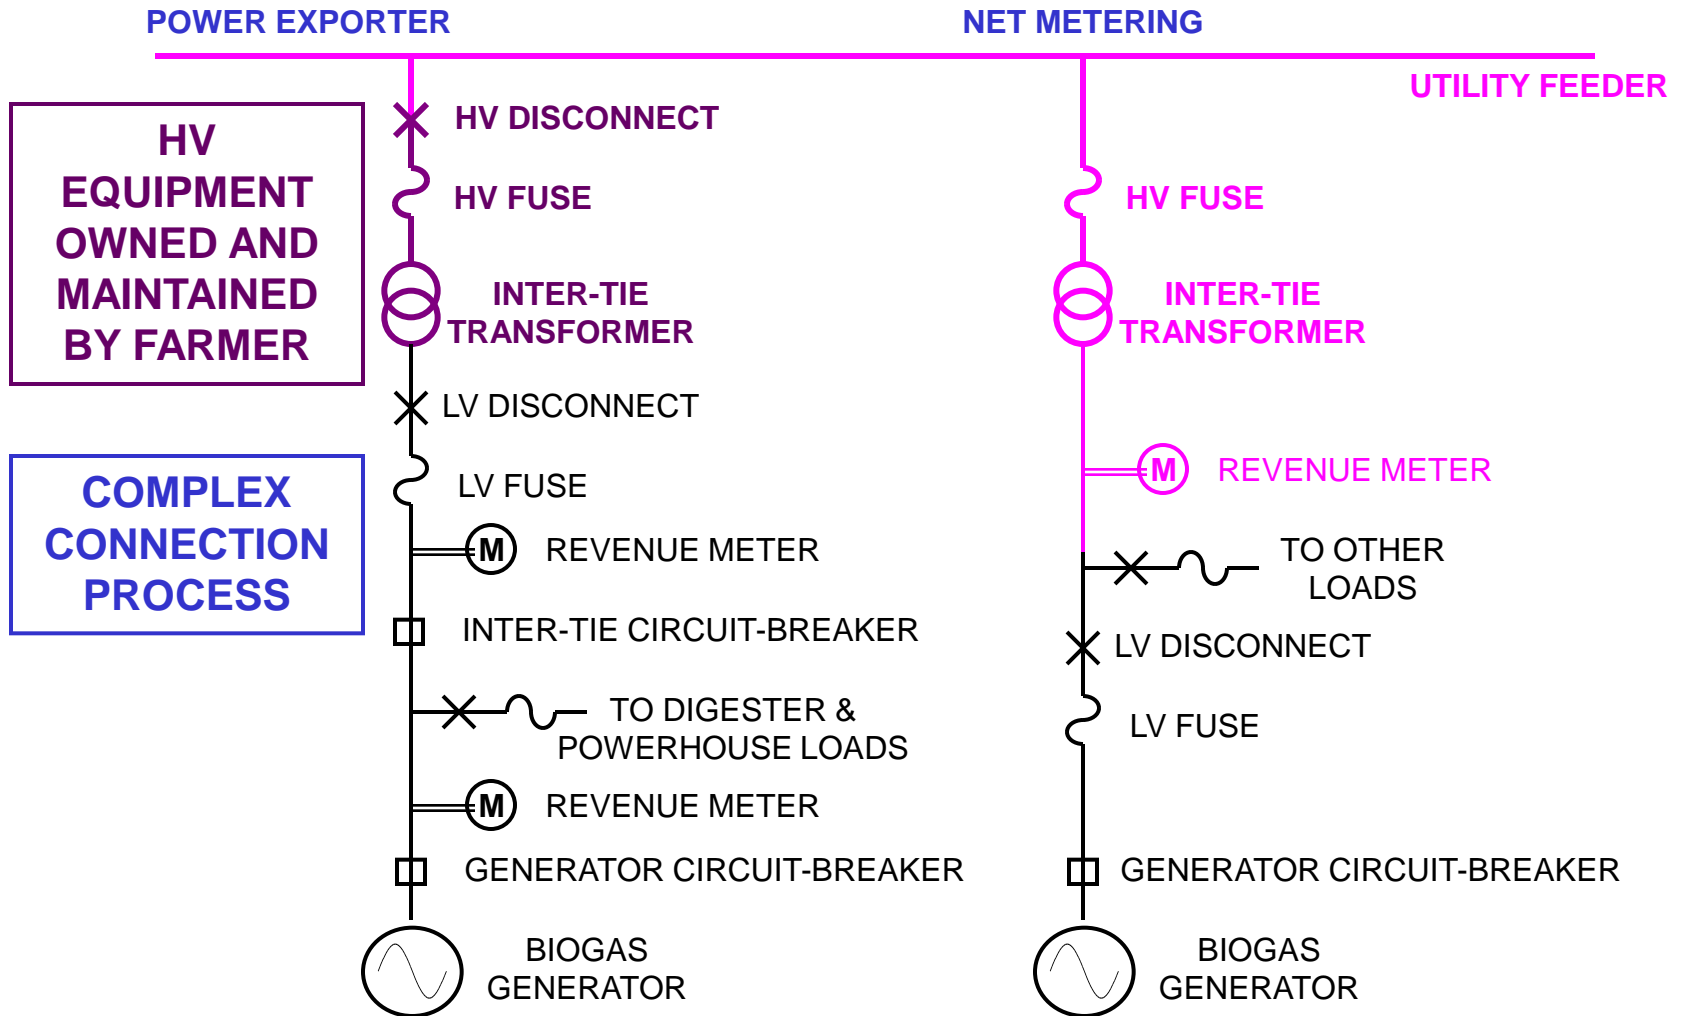 POWER EXPORTER
NET METERING
UTILITY FEEDER
HV
EQUIPMENT
OWNED AND
MAINTAINED
BY FARMER
COMPLEX
CONNECTION
PROCESS
HV DISCONNECT
HV FUSE
INTER-TIE
TRANSFORMER
LV DISCONNECT
LV FUSE
M REVENUE METER
INTER-TIE CIRCUIT-BREAKER
TO DIGESTER &
POWERHOUSE LOADS
M REVENUE METER
GENERATOR CIRCUIT-BREAKER
BIOGAS
GENERATOR
HV FUSE
INTER-TIE
TRANSFORMER
M REVENUE METER
TO OTHER
LOADS
LV DISCONNECT
LV FUSE
GENERATOR CIRCUIT-BREAKER
BIOGAS
GENERATOR